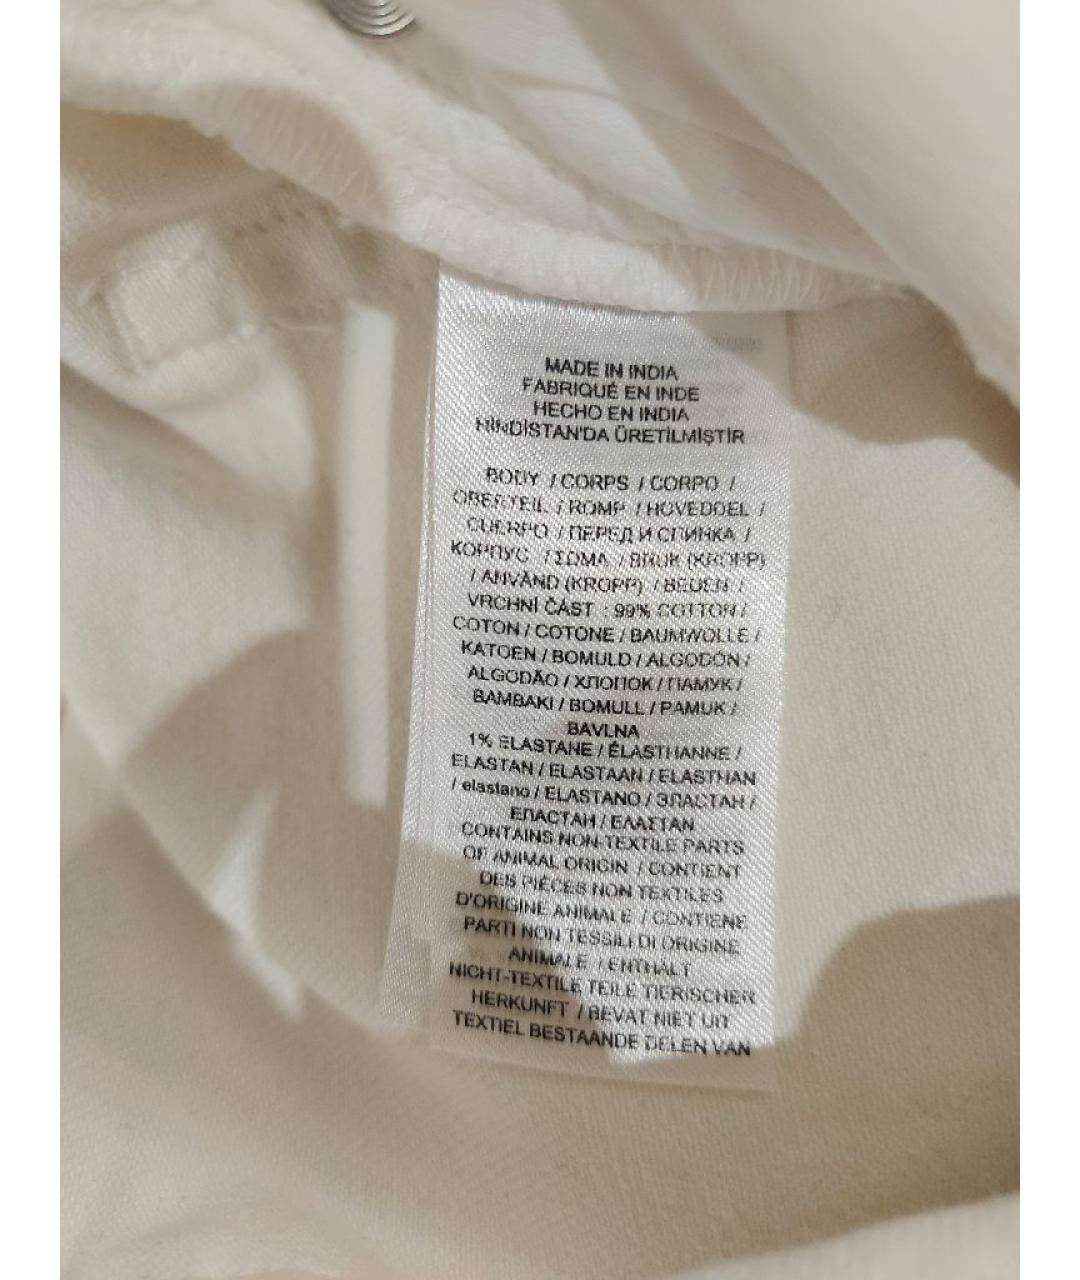 MADE IN INDIA
FABRIQUÉ EN INDE
HECHO EN INDIA
HİNDİSTAN'DA ÜRETİLMİŞTİR
BODY / CORPS / CORPO /
OBERTEIL / ROMP / HOVEDDEL /
CUERPO / ПЕРЕД И СПИНКА /
КОРПУС / ΣΩΜΑ / BRUK (KROPP)
/ ANVÄND (KROPP) / BEDEN /
VRCHNÍ ČÁST : 99% COTTON /
COTON / COTONE / BAUMWOLLE /
KATOEN / BOMULD / ALGODÓN /
ALGODÃO / ХЛОПОК / ПАМУК /
BAMBAKI / BOMULL / PAMUK /
BAVLNA
1% ELASTANE / ÉLASTHANNE /
ELASTAN / ELASTAAN / ELASTHAN
/ elastano / ELASTANO / ЭЛАСТАН /
ЕЛАСТАН / ΕΛΑΣΤΑΝ
CONTAINS NON-TEXTILE PARTS
OF ANIMAL ORIGIN / CONTIENT
DES PIÈCES NON TEXTILES
D'ORIGINE ANIMALE / CONTIENE
PARTI NON TESSILI DI ORIGINE
ANIMALE / ENTHÄLT
NICHT-TEXTILE TEILE TIERISCHER
HERKUNFT / BEVAT NIET UIT
TEXTIEL BESTAANDE DELEN VAN